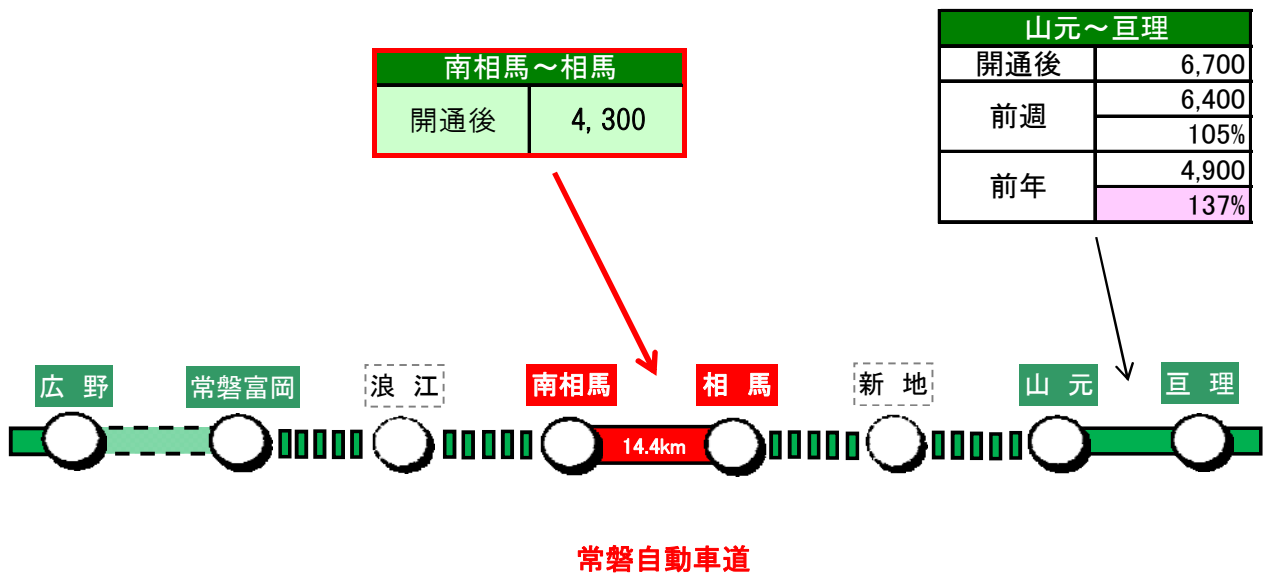 山元～亘理
開通後 6,700
前週 6,400
105%
前年 4,900
137%
南相馬～相馬
開通後 4,300
広野 常磐富岡 浪江 南相馬 相馬 新地 山元 亘理
14.4km
常磐自動車道